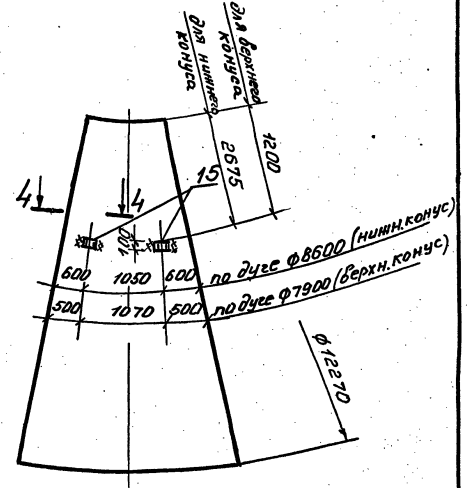 для верхнего
конуса
для нижнего
конуса
1200
2675
15
4
4
100
600 1050 600 по дуге ф8600 (нижн. конус)
500 1070 500 по дуге ф7900 (верхн. конус)
ф12270